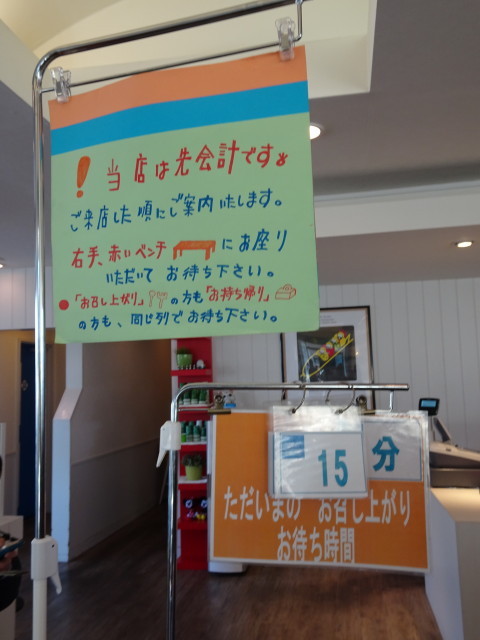 ! 当店は先会計です
ご来店した順にご案内いたします。
右手、赤いベンチにお座り
いただいて お待ち下さい。
●「お召し上がり」の方も「お持ち帰り」
の方も、同じ列でお待ち下さい。
15 分
ただいまの お召し上がり
お待ち時間